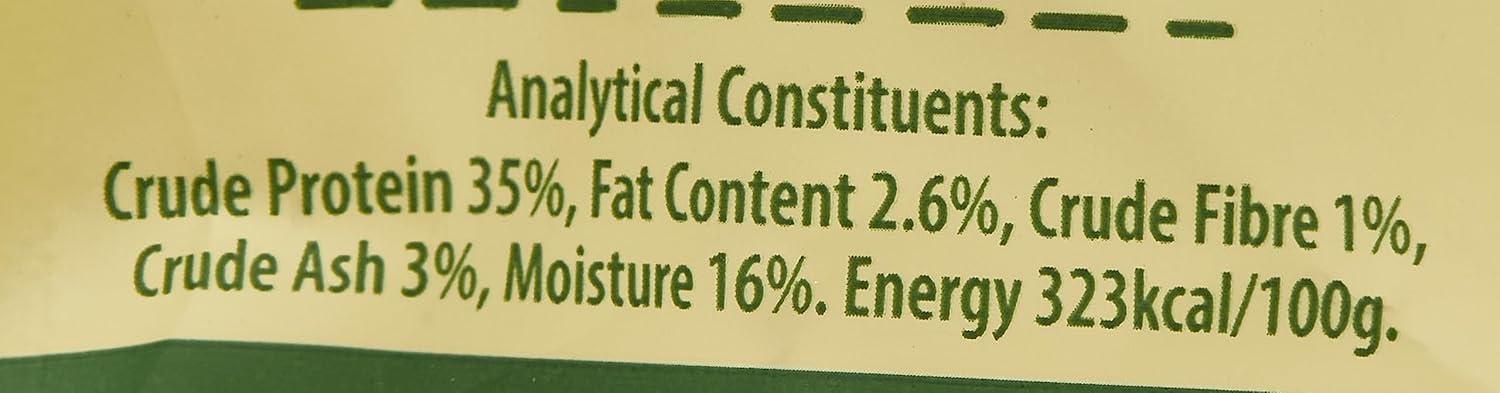 Analytical Constituents:
Crude Protein 35%, Fat Content 2.6%, Crude Fibre 1%,
Crude Ash 3%, Moisture 16%. Energy 323kcal/100g.